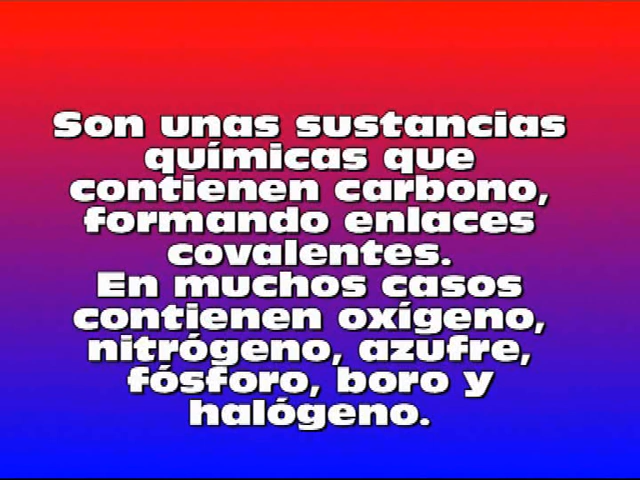 Son unas sustancias
químicas que
contienen carbono,
formando enlaces
covalentes.
En muchos casos
contienen oxígeno,
nitrógeno, azufre,
fósforo, boro y
halógeno.